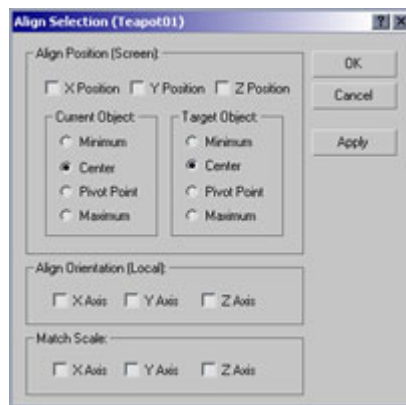 Align Selection (Teapot01)
Align Position (Screen):
X Position Y Position Z Position
Current Object: Target Object:
Minimum Minimum
Center Center
Pivot Point Pivot Point
Maximum Maximum
Align Orientation (Local):
X Axis Y Axis Z Axis
Match Scale:
X Axis Y Axis Z Axis
OK
Cancel
Apply